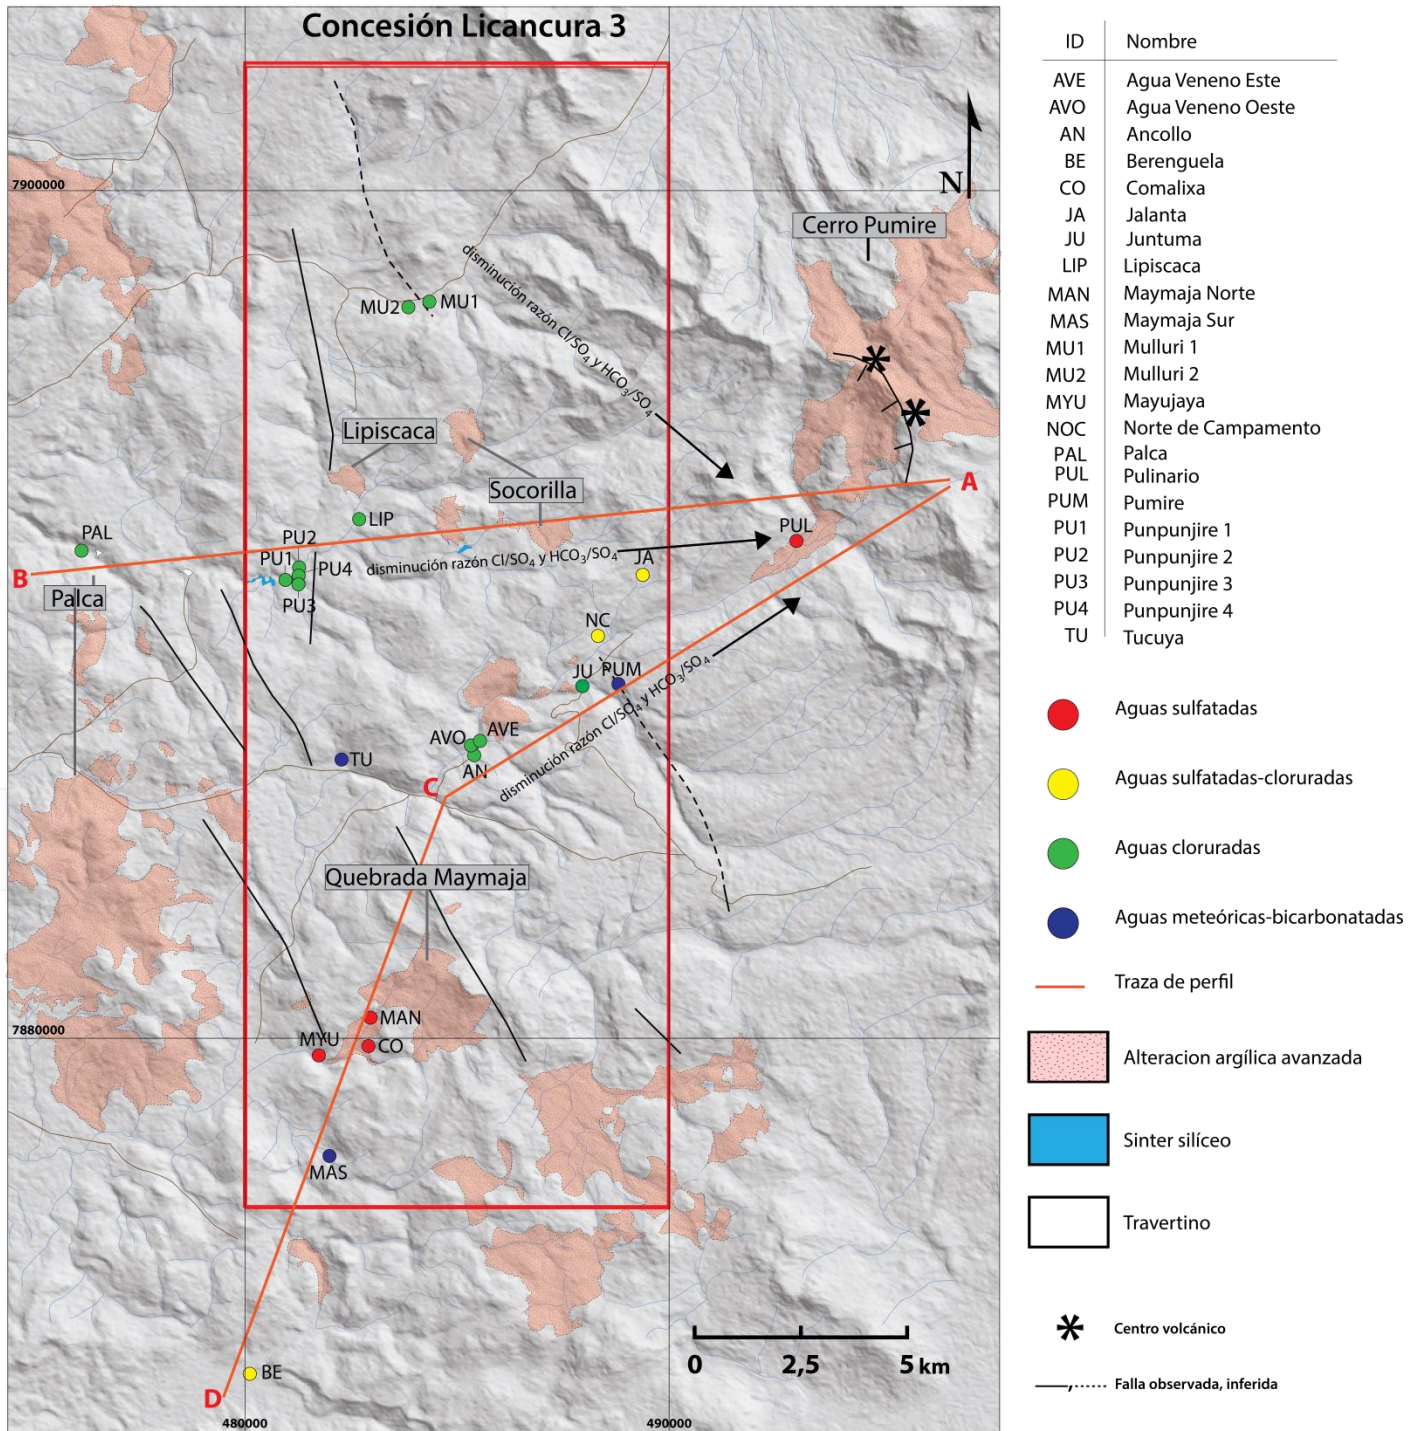 Concesión Licancura 3
7900000
N
Cerro Pumire
disminución razón Cl/SO₄ y HCO₃/SO₄
MU2
MU1
Lipiscaca
Socorilla
A
LIP
PAL
PU2
PU1
PU4
PU3
disminución razón Cl/SO₄ y HCO₃/SO₄
PUL
JA
B
Palca
NC
JU
PUM
disminución razón Cl/SO₄ y HCO₃/SO₄
AVO
AVE
AN
TU
C
Quebrada Maymaja
7880000
MAN
MYU
CO
MAS
BE
D
0 2,5 5 km
480000
490000
ID Nombre
AVE Agua Veneno Este
AVO Agua Veneno Oeste
AN Ancollo
BE Berenguela
CO Comalixa
JA Jalanta
JU Juntuma
LIP Lipiscaca
MAN Maymaja Norte
MAS Maymaja Sur
MU1 Mulluri 1
MU2 Mulluri 2
MYU Mayujaya
NOC Norte de Campamento
PAL Palca
PUL Pulinario
PUM Pumire
PU1 Punpunjire 1
PU2 Punpunjire 2
PU3 Punpunjire 3
PU4 Punpunjire 4
TU Tucuya
Aguas sulfatadas
Aguas sulfatadas-cloruradas
Aguas cloruradas
Aguas meteóricas-bicarbonatadas
Traza de perfil
Alteracion argílica avanzada
Sinter silíceo
Travertino
Centro volcánico
Falla observada, inferida